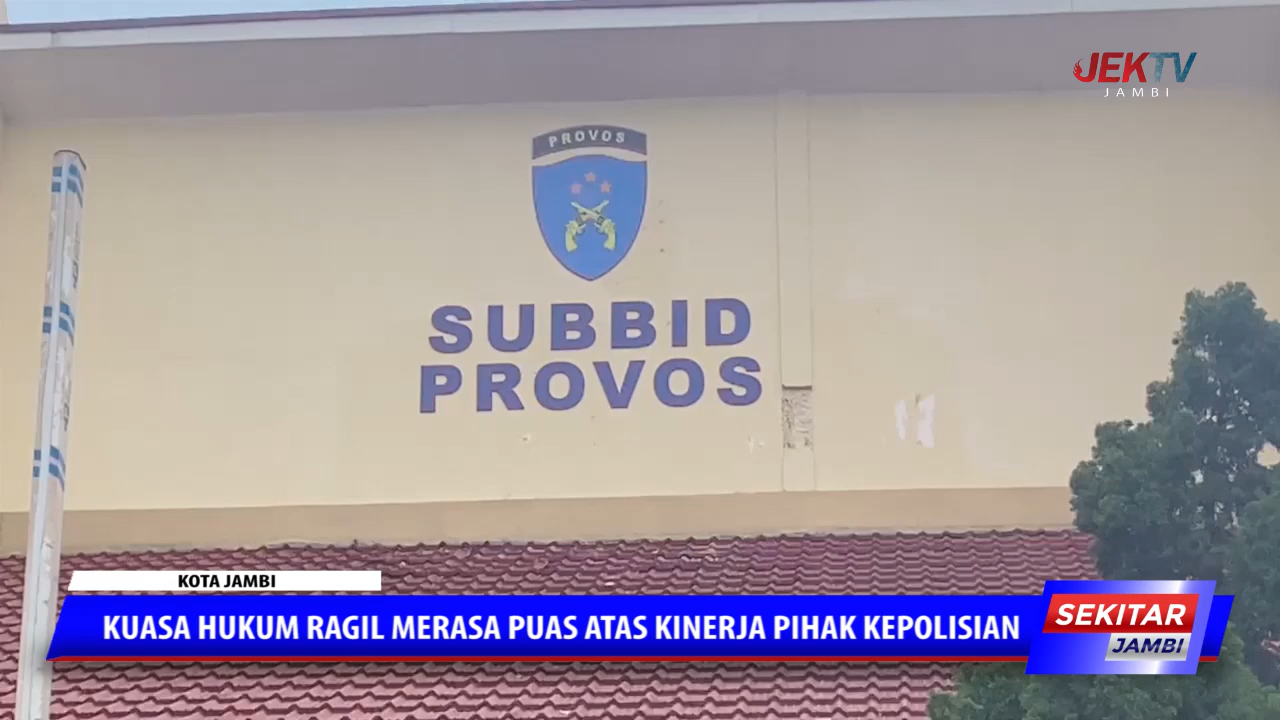 JEKTV
JAMBI
PROVOS
SUBBID
PROVOS
KOTA JAMBI
KUASA HUKUM RAGIL MERASA PUAS ATAS KINERJA PIHAK KEPOLISIAN
SEKITAR
JAMBI